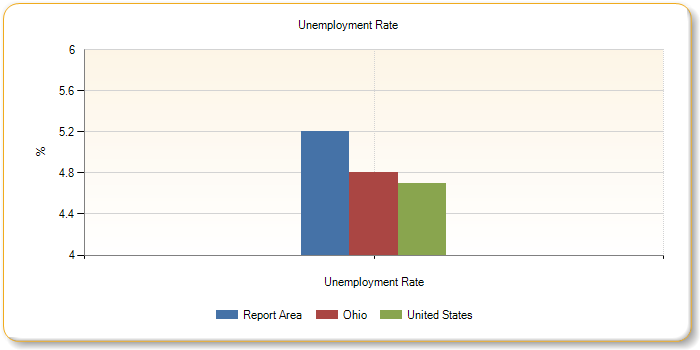 Unemployment Rate
6
5.6
5.2
4.8
4.4
4
%
Unemployment Rate
Report Area Ohio United States